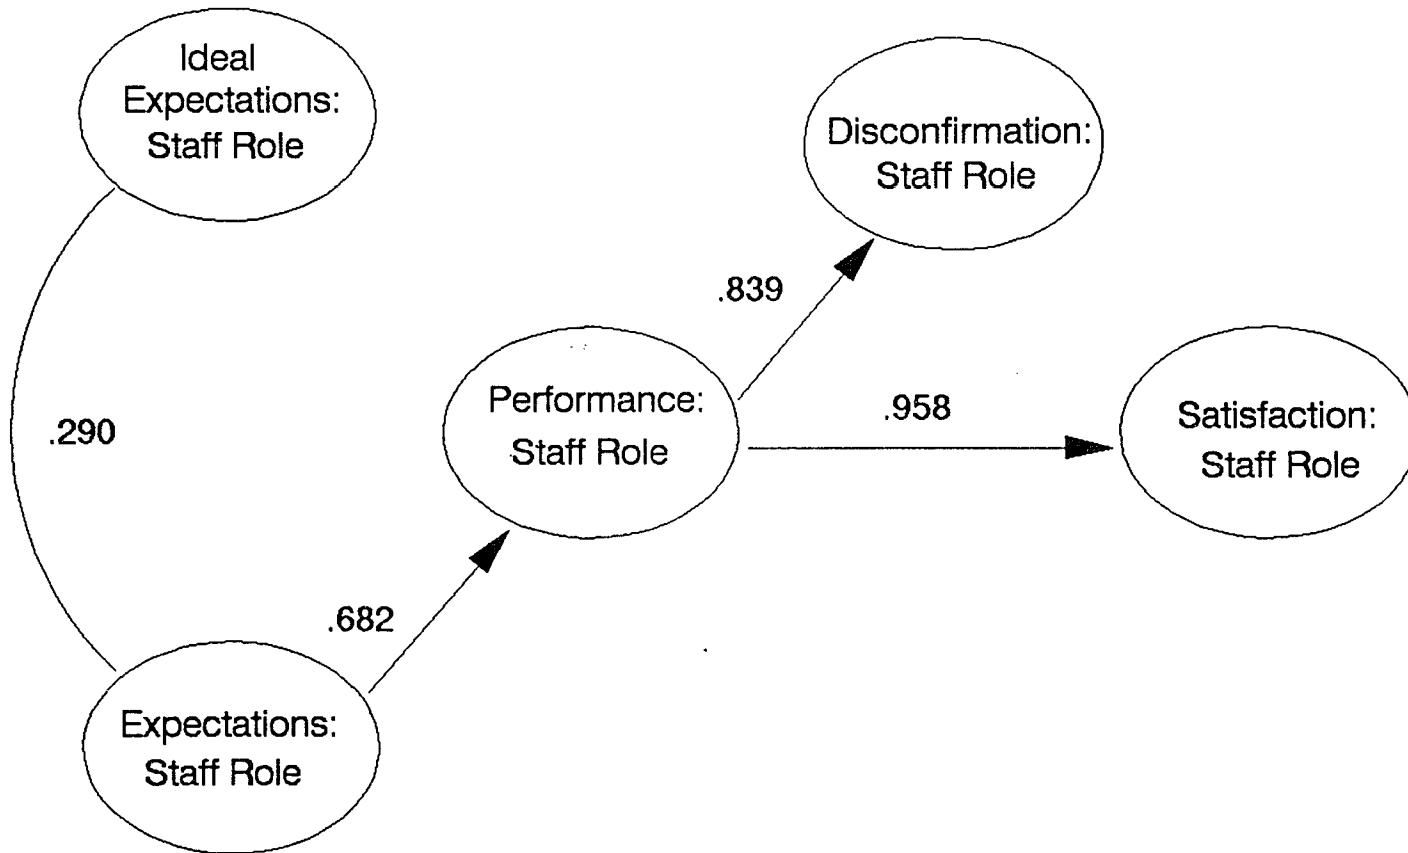 Ideal
Expectations:
Staff Role
Disconfirmation:
Staff Role
.839
Performance:
Staff Role
.958
Satisfaction:
Staff Role
.290
.682
Expectations:
Staff Role